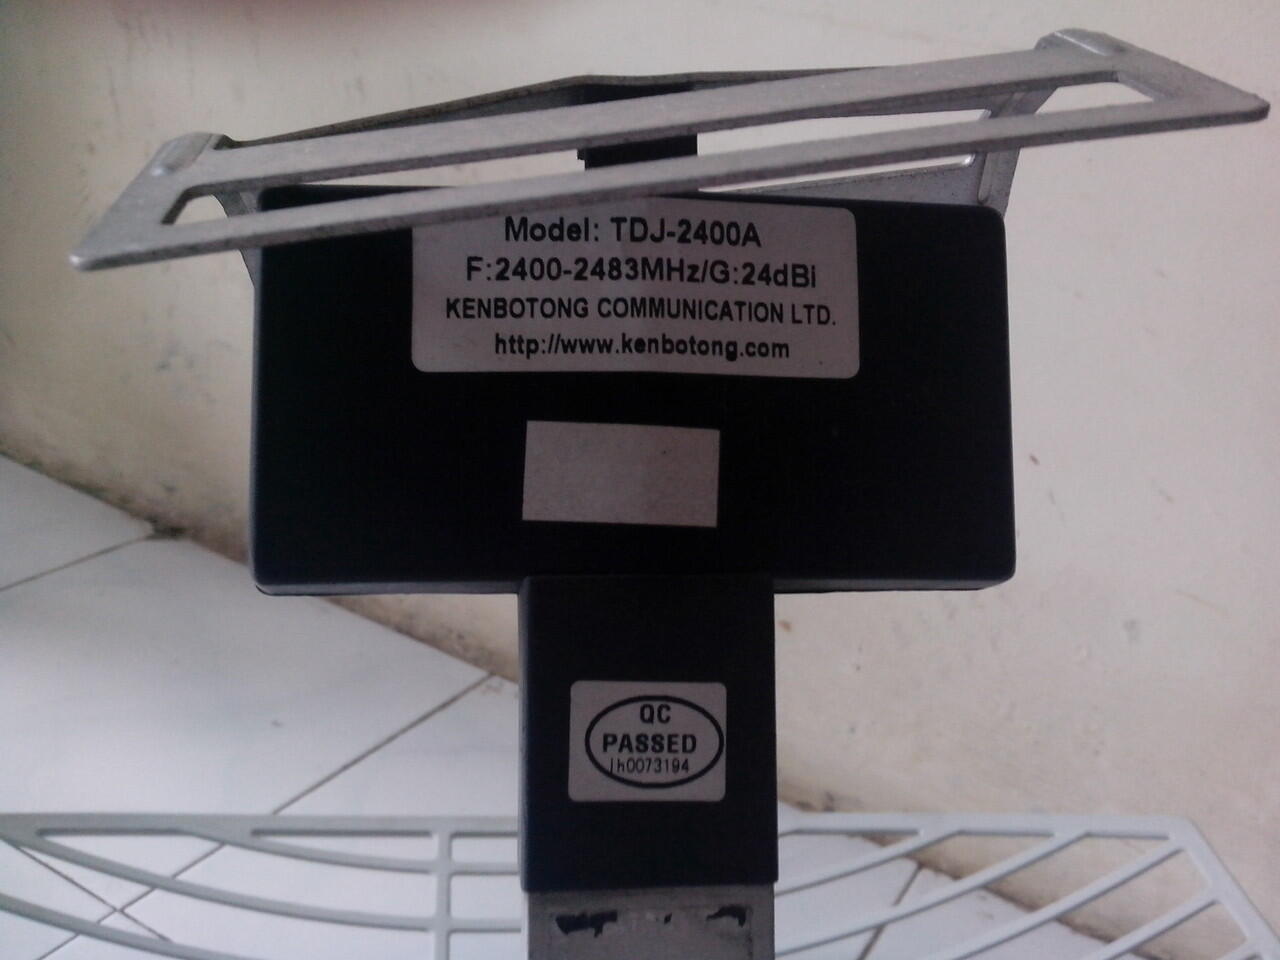 Model: TDJ-2400A
F:2400-2483MHz/G:24dBi
KENBOTONG COMMUNICATION LTD.
http://www.kenbotong.com
QC
PASSED
lh0073194